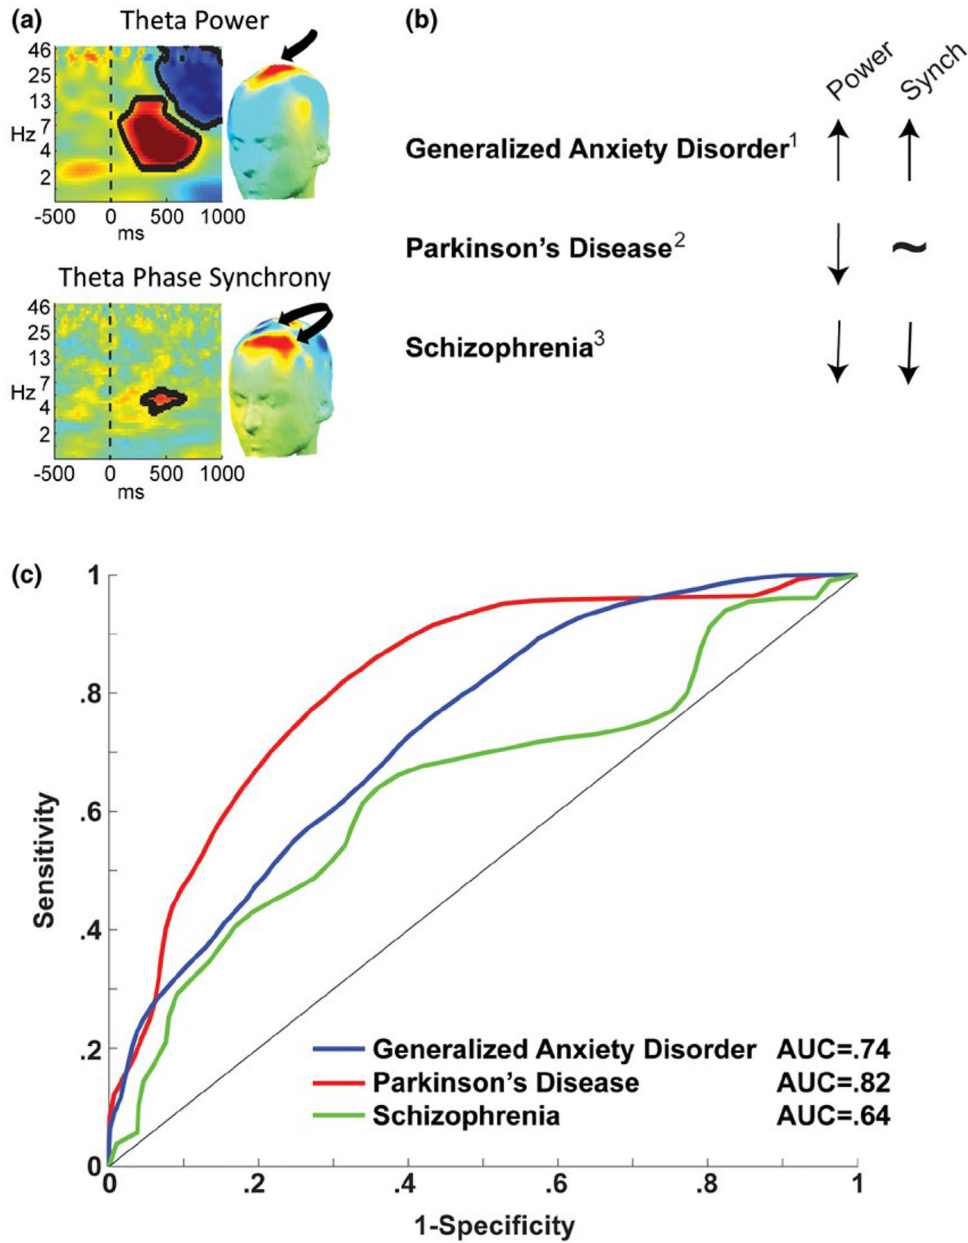 (a)
Theta Power
46
25
13
Hz 7
4
2
-500 0 500 1000
ms
Theta Phase Synchrony
46
25
13
Hz 7
4
2
-500 0 500 1000
ms
(b)
Power Synch
Generalized Anxiety Disorder1
Parkinson's Disease2 ~
Schizophrenia3
(c)
1
.8
.6
.4
.2
0
Sensitivity
Generalized Anxiety Disorder AUC=.74
Parkinson's Disease AUC=.82
Schizophrenia AUC=.64
0 .2 .4 .6 .8 1
1-Specificity